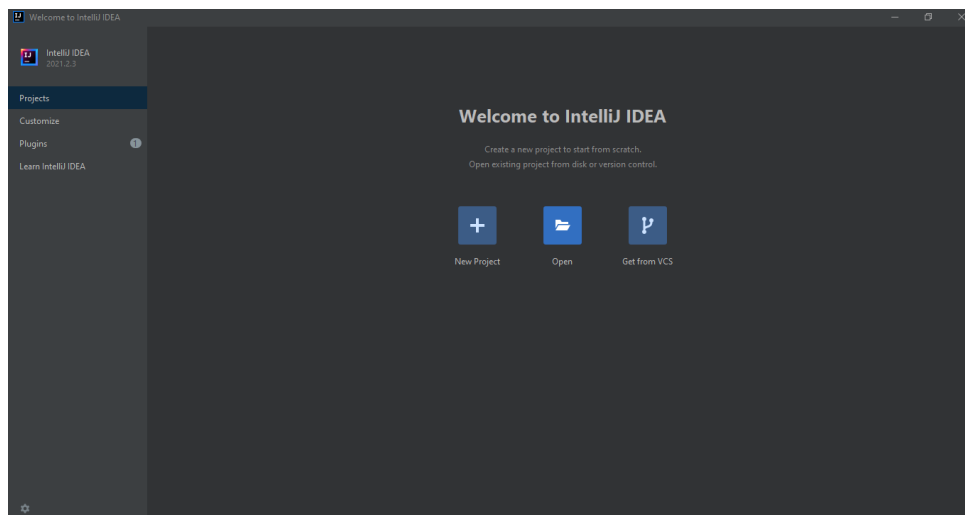 Welcome to IntelliJ IDEA
IntelliJ IDEA
2021.2.3
Projects
Customize
Plugins 1
Learn IntelliJ IDEA
Welcome to IntelliJ IDEA
Create a new project to start from scratch.
Open existing project from disk or version control.
New Project Open Get from VCS